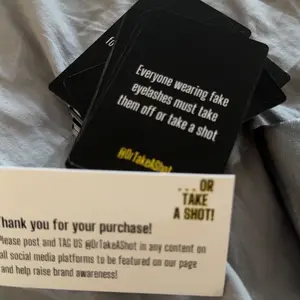 fo
Everyone wearing fake
eyelashes must take
them off or take a shot
@OrTakeAShot
...OR
TAKE
A SHOT!
Thank you for your purchase!
Please post and TAG US @OrTakeAShot in any content on
all social media platforms to be featured on our page
and help raise brand awareness!